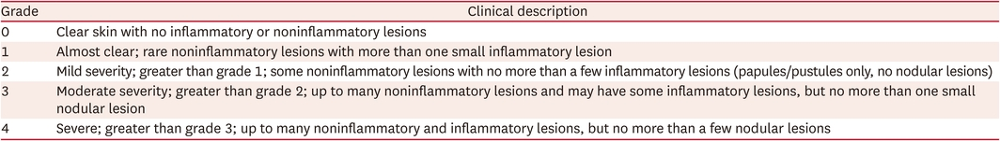 Grade Clinical description
0 Clear skin with no inflammatory or noninflammatory lesions
1 Almost clear; rare noninflammatory lesions with more than one small inflammatory lesion
2 Mild severity; greater than grade 1; some noninflammatory lesions with no more than a few inflammatory lesions (papules/pustules only, no nodular lesions)
3 Moderate severity; greater than grade 2; up to many noninflammatory lesions and may have some inflammatory lesions, but no more than one small
nodular lesion
4 Severe; greater than grade 3; up to many noninflammatory and inflammatory lesions, but no more than a few nodular lesions